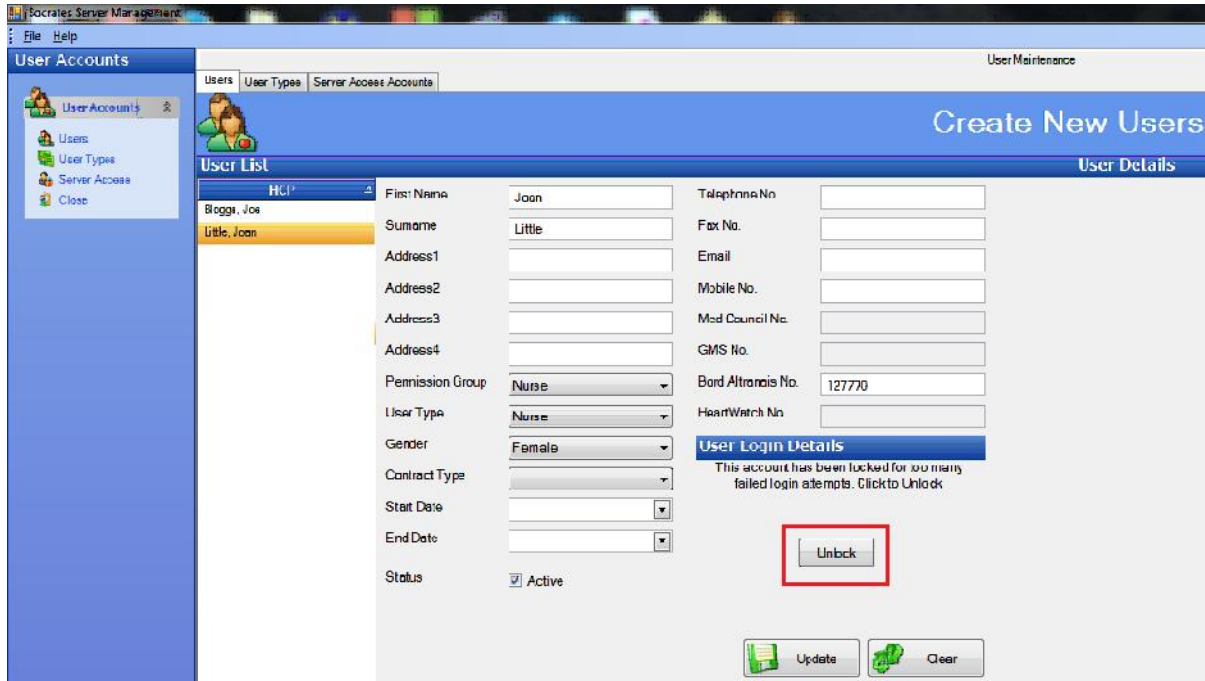 Socrates Server Management
File Help
User Accounts
User Maintenance
Users User Types Server Access Accounts
User Accounts
Users
User Types
Server Access
Close
Create New Users
User List
User Details
HCP
Bloggs, Joe
Little, Joan
First Name Joan
Surname Little
Address1
Address2
Address3
Address4
Permission Group Nurse
User Type Nurse
Gender Female
Contract Type
Start Date
End Date
Status Active
Telephone No
Fax No.
Email
Mobile No.
Med Council No.
GMS No.
Bord Altranais No. 127770
HeartWatch No
User Login Details
This account has been locked for too many
failed login attempts. Click to Unlock
Unlock
Update Clear